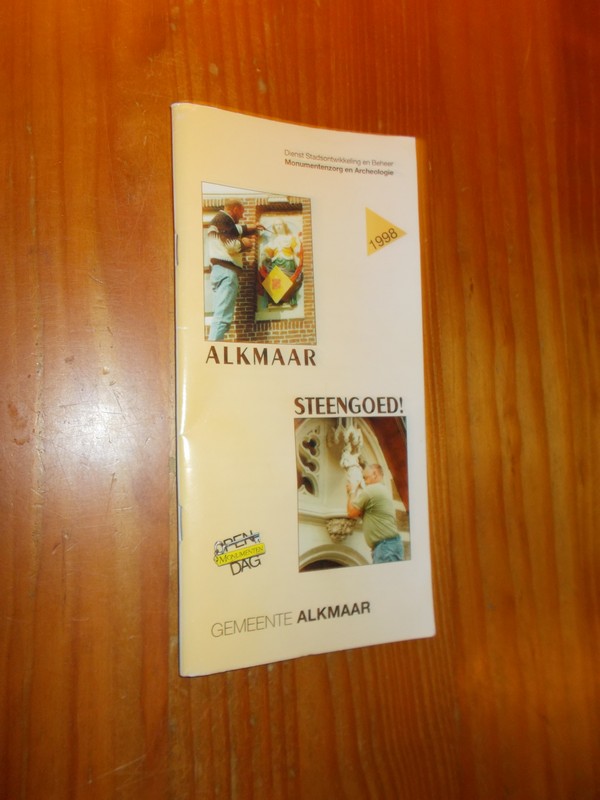 Dienst Stadsontwikkeling en Beheer
Monumentenzorg en Archeologie
1998
ALKMAAR
STEENGOED!
OPEN
MONUMENTEN
DAG
GEMEENTE ALKMAAR